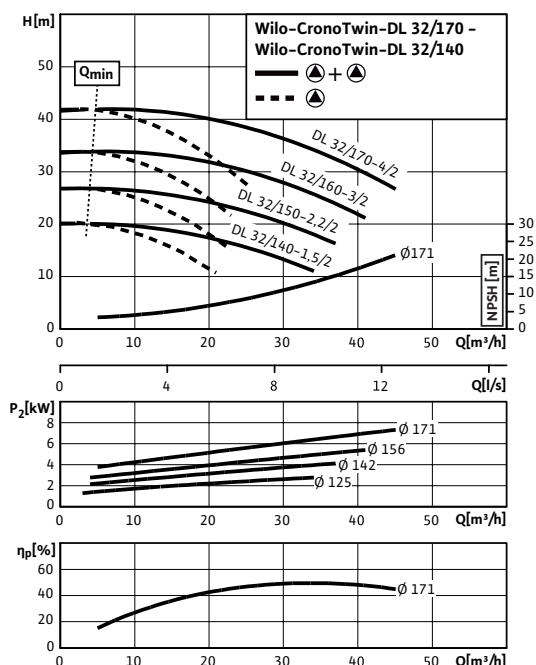 H[m]
Wilo-CronoTwin-DL 32/170 –
Wilo-CronoTwin-DL 32/140
+
Qmin
50
40
30
20
10
0
DL 32/170-4/2
DL 32/160-3/2
DL 32/150-2,2/2
DL 32/140-1,5/2
Ø171
30
25
20
15
10
5
0
NPSH [m]
0 10 20 30 40 50 Q[m³/h]
0 4 8 12 Q[l/s]
P₂[kW]
8
6
4
2
0
Ø 171
Ø 156
Ø 142
Ø 125
0 10 20 30 40 50 Q[m³/h]
ηp[%]
60
40
20
0
Ø 171
0 10 20 30 40 50 Q[m³/h]